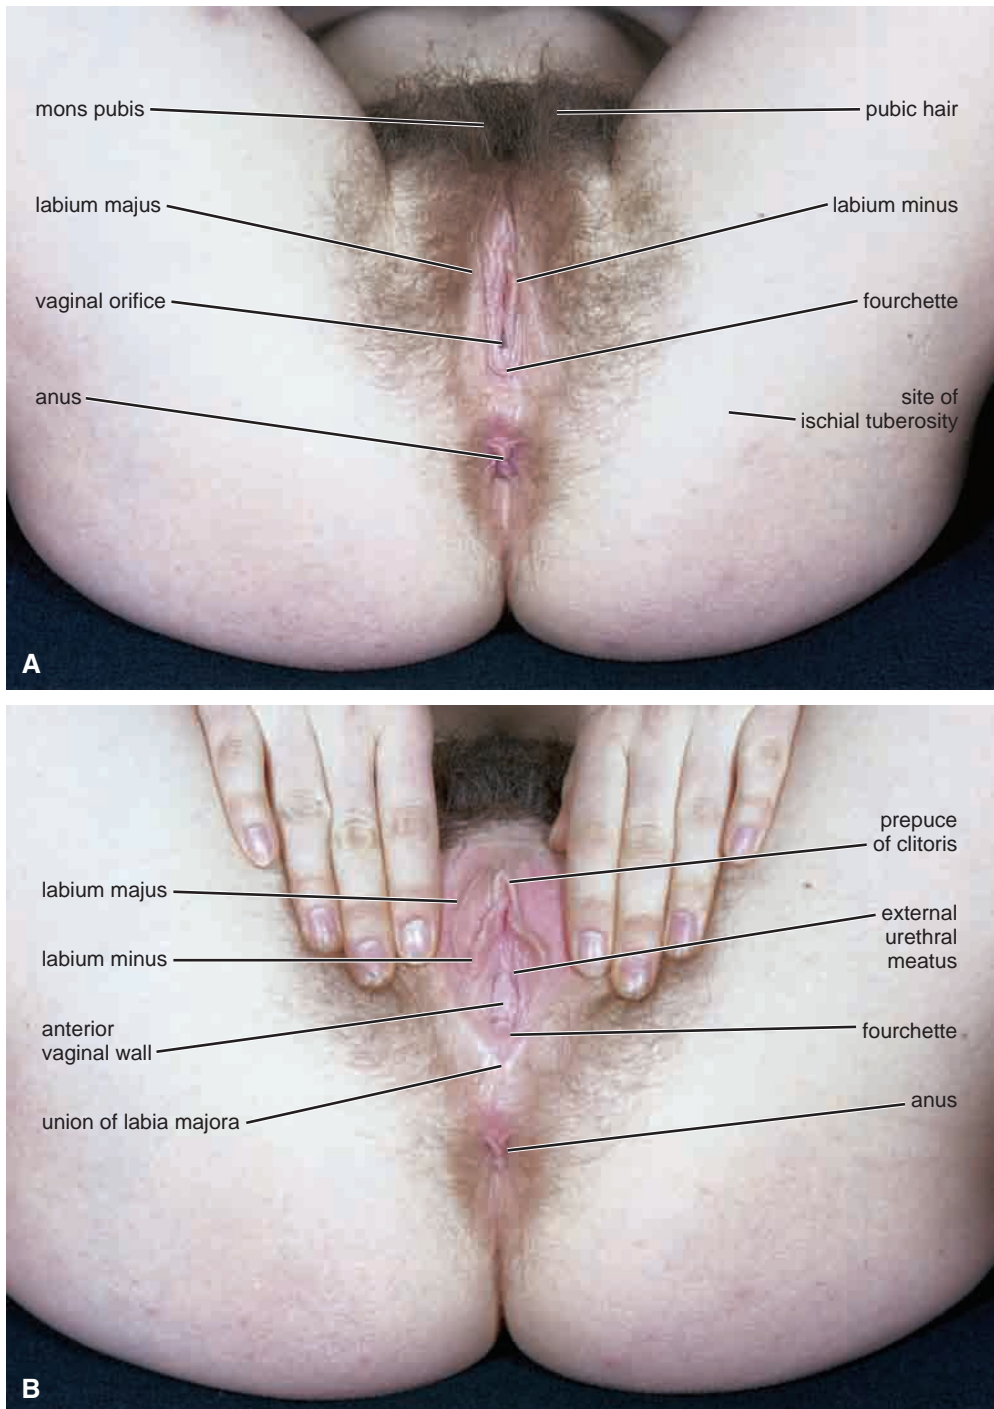 mons pubis
pubic hair
labium majus
labium minus
vaginal orifice
fourchette
anus
site of
ischial tuberosity
A
prepuce
of clitoris
labium majus
external
urethral
meatus
labium minus
anterior
vaginal wall
fourchette
union of labia majora
anus
B